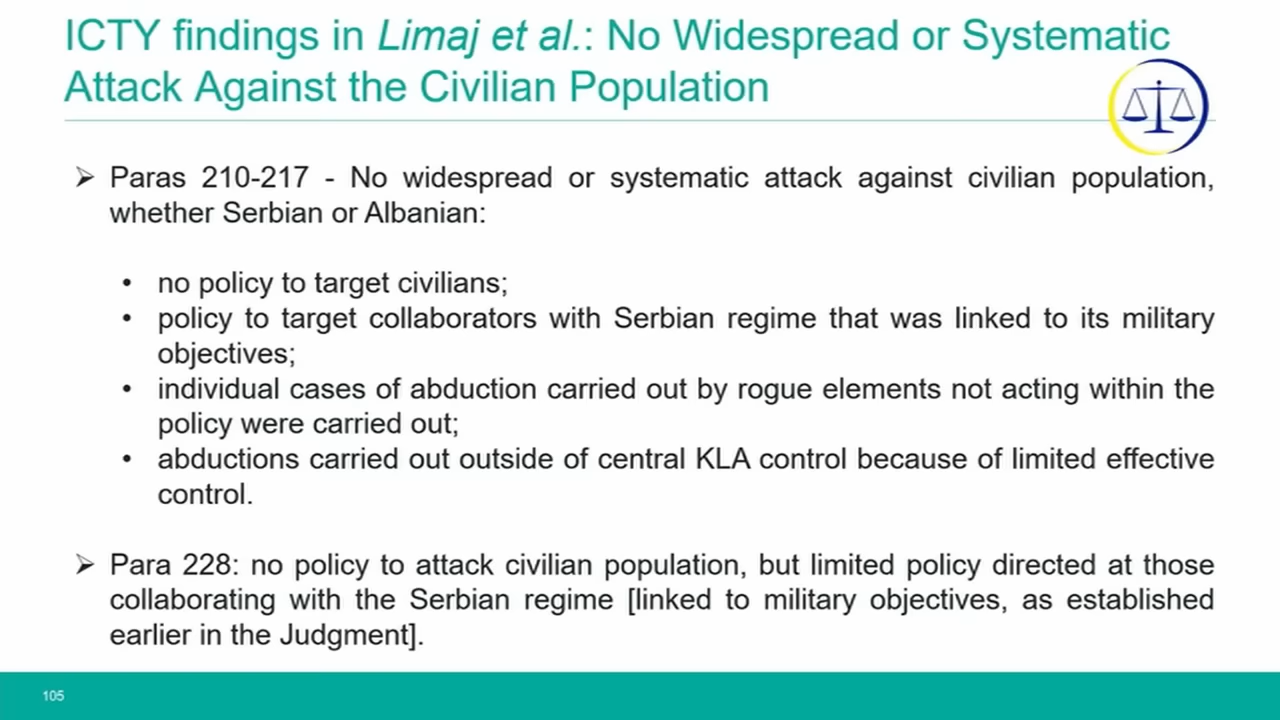 ICTY findings in Limaj et al.: No Widespread or Systematic
Attack Against the Civilian Population
➢ Paras 210-217 - No widespread or systematic attack against civilian population,
whether Serbian or Albanian:
• no policy to target civilians;
• policy to target collaborators with Serbian regime that was linked to its military
objectives;
• individual cases of abduction carried out by rogue elements not acting within the
policy were carried out;
• abductions carried out outside of central KLA control because of limited effective
control.
➢ Para 228: no policy to attack civilian population, but limited policy directed at those
collaborating with the Serbian regime [linked to military objectives, as established
earlier in the Judgment].
105